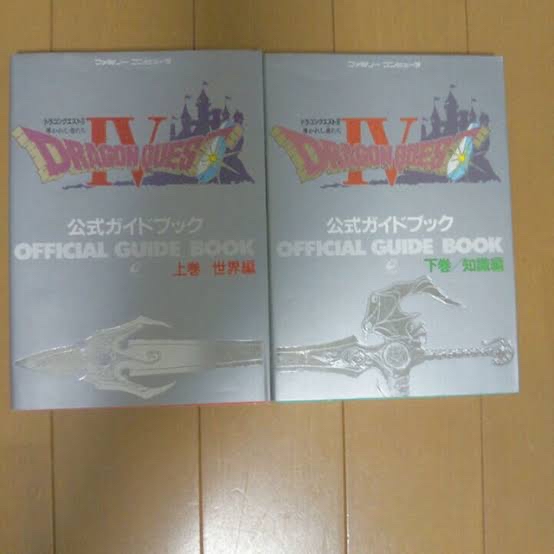 ファミリー コンピュータ
ドラゴンクエストIV
導かれし者たち
IV
DRAGON QUEST
公式ガイドブック
OFFICIAL GUIDE BOOK
上巻 世界編
ファミリー コンピュータ
ドラゴンクエストIV
導かれし者たち
IV
DRAGON QUEST
公式ガイドブック
OFFICIAL GUIDE BOOK
下巻/知識編